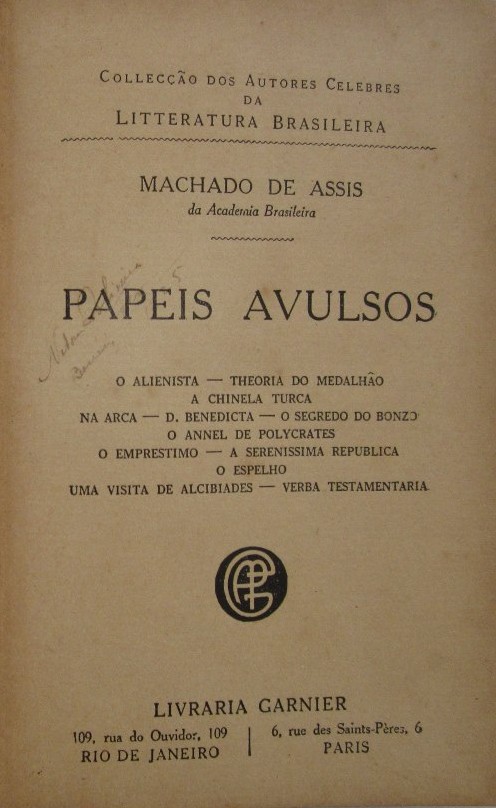 COLLECÇÃO DOS AUTORES CELEBRES
DA
LITTERATURA BRASILEIRA
MACHADO DE ASSIS
da Academia Brasileira
PAPEIS AVULSOS
O ALIENISTA — THEORIA DO MEDALHÃO
A CHINELA TURCA
NA ARCA — D. BENEDICTA — O SEGREDO DO BONZO
O ANNEL DE POLYCRATES
O EMPRESTIMO — A SERENISSIMA REPUBLICA
O ESPELHO
UMA VISITA DE ALCIBIADES — VERBA TESTAMENTARIA
LIVRARIA GARNIER
109, rua do Ouvidor, 109
RIO DE JANEIRO
6, rue des Saints-Pères, 6
PARIS